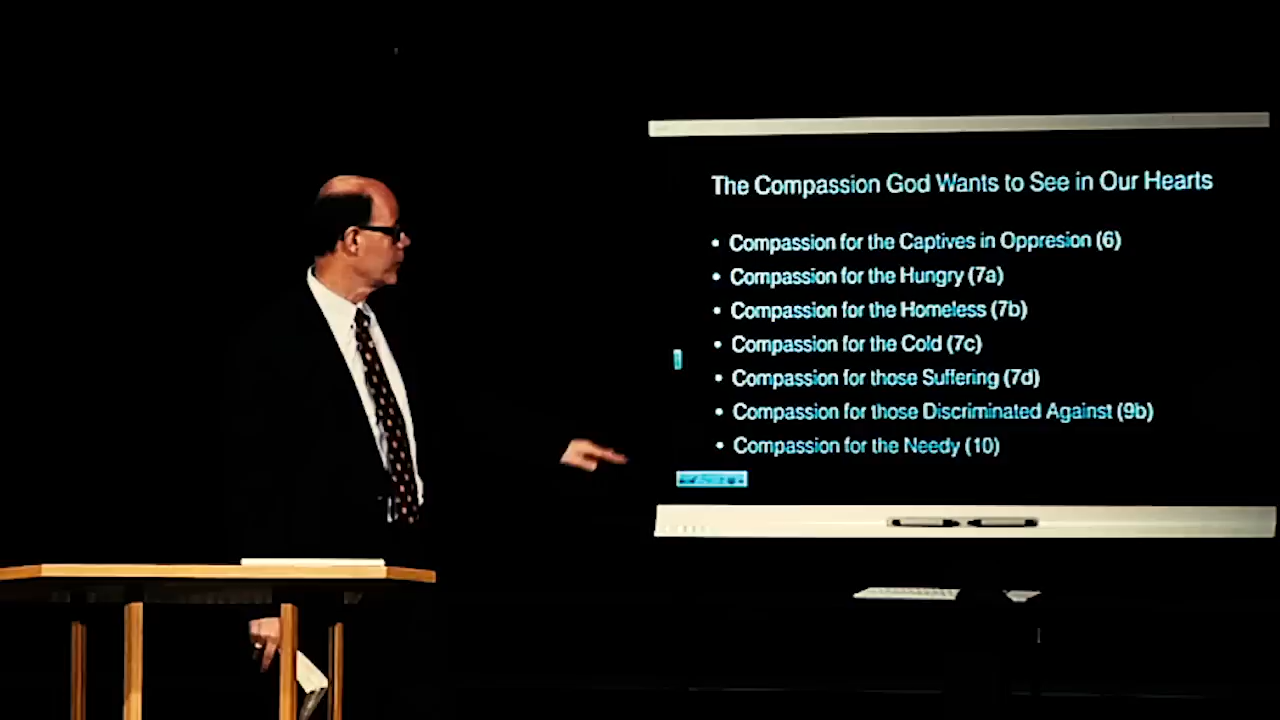 The Compassion God Wants to See in Our Hearts
• Compassion for the Captives in Oppresion (6)
• Compassion for the Hungry (7a)
• Compassion for the Homeless (7b)
• Compassion for the Cold (7c)
• Compassion for those Suffering (7d)
• Compassion for those Discriminated Against (9b)
• Compassion for the Needy (10)